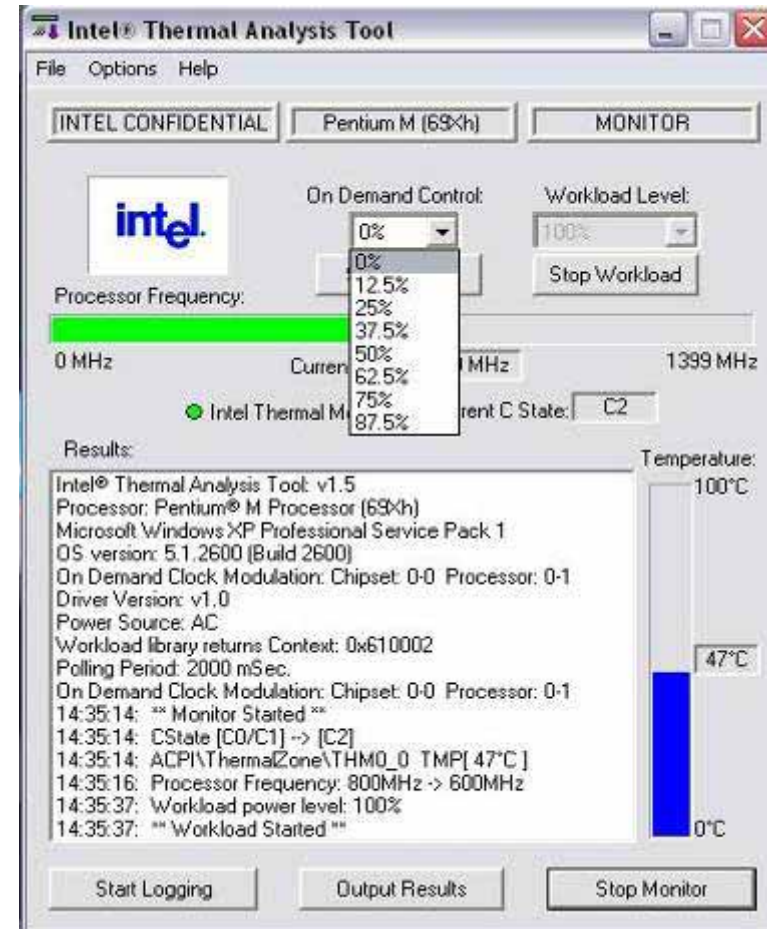 Intel® Thermal Analysis Tool
File Options Help
INTEL CONFIDENTIAL
Pentium M (69Xh)
MONITOR
intel.
On Demand Control:
Workload Level:
0%
100%
Stop Workload
0%
12.5%
25%
37.5%
50%
62.5%
75%
87.5%
Processor Frequency:
0 MHz
MHz
1399 MHz
Intel Thermal
C State:
C2
Results:
Temperature:
Intel® Thermal Analysis Tool: v1.5
Processor: Pentium® M Processor (69Xh)
Microsoft Windows XP Professional Service Pack 1
OS version: 5.1.2600 (Build 2600)
On Demand Clock Modulation: Chipset: 0-0 Processor: 0-1
Driver Version: v1.0
Power Source: AC
Workload library returns Context: 0x610002
Polling Period: 2000 mSec.
On Demand Clock Modulation: Chipset: 0-0 Processor: 0-1
14:35:14: ** Monitor Started **
14:35:14: CState [C0/C1] --> [C2]
14:35:14: ACPI\ThermalZone\THM0_0 TMP[ 47°C ]
14:35:16: Processor Frequency: 800MHz -> 600MHz
14:35:37: Workload power level: 100%
14:35:37: ** Workload Started **
100°C
47°C
0°C
Start Logging
Output Results
Stop Monitor